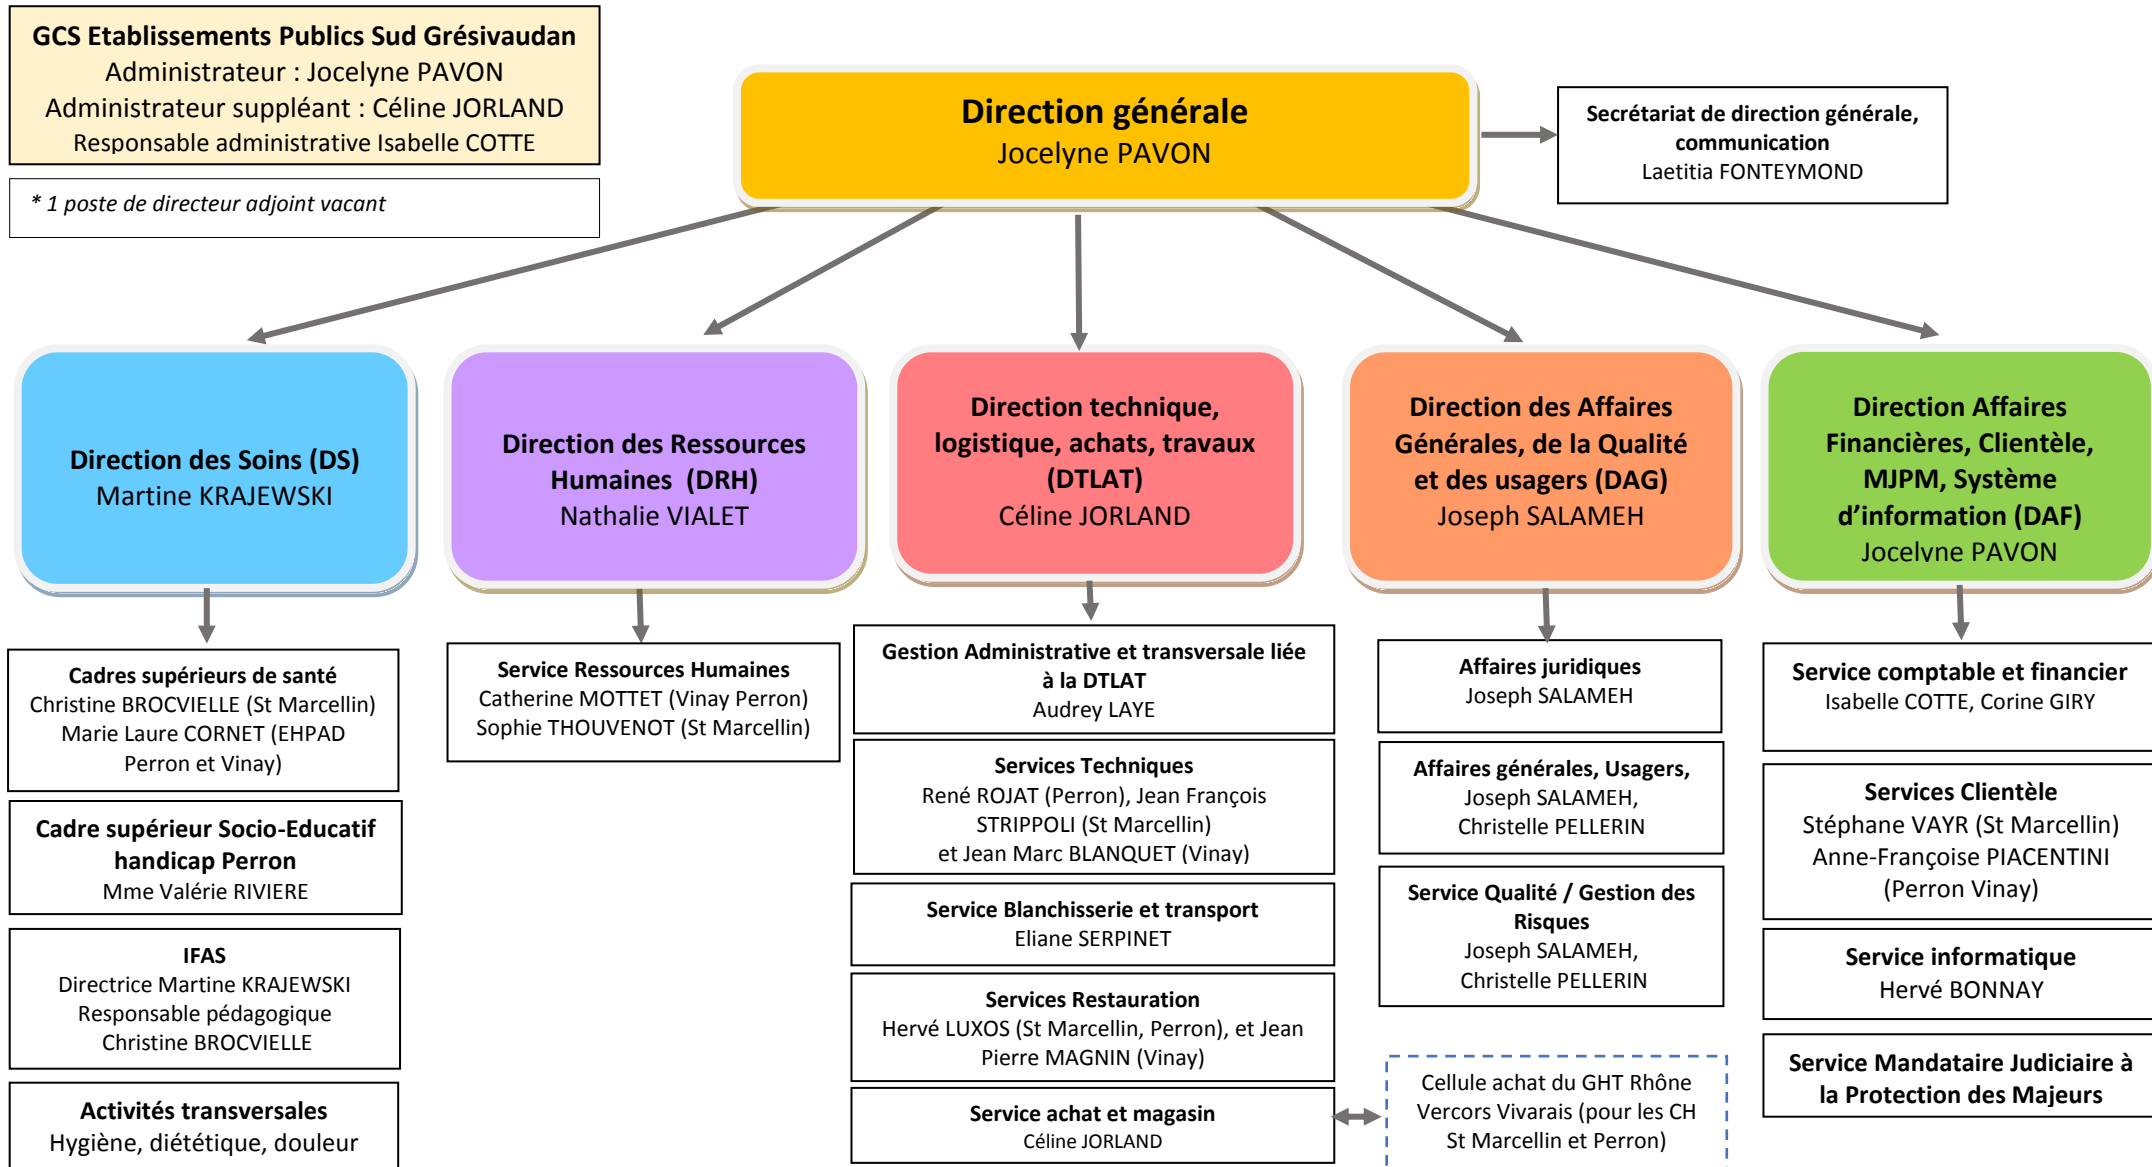 GCS Etablissements Publics Sud Grésivaudan
Administrateur : Jocelyne PAVON
Administrateur suppléant : Céline JORLAND
Responsable administrative Isabelle COTTE
* 1 poste de directeur adjoint vacant
Direction générale
Jocelyne PAVON
Secrétariat de direction générale,
communication
Laetitia FONTEYMOND
Direction des Soins (DS)
Martine KRAJEWSKI
Direction des Ressources
Humaines (DRH)
Nathalie VIALET
Direction technique,
logistique, achats, travaux
(DTLAT)
Céline JORLAND
Direction des Affaires
Générales, de la Qualité
et des usagers (DAG)
Joseph SALAMEH
Direction Affaires
Financières, Clientèle,
MJPM, Système
d’information (DAF)
Jocelyne PAVON
Cadres supérieurs de santé
Christine BROCVIELLE (St Marcellin)
Marie Laure CORNET (EHPAD
Perron et Vinay)
Cadre supérieur Socio-Educatif
handicap Perron
Mme Valérie RIVIERE
IFAS
Directrice Martine KRAJEWSKI
Responsable pédagogique
Christine BROCVIELLE
Activités transversales
Hygiène, diététique, douleur
Service Ressources Humaines
Catherine MOTTET (Vinay Perron)
Sophie THOUVENOT (St Marcellin)
Gestion Administrative et transversale liée
à la DTLAT
Audrey LAYE
Services Techniques
René ROJAT (Perron), Jean François
STRIPPOLI (St Marcellin)
et Jean Marc BLANQUET (Vinay)
Service Blanchisserie et transport
Eliane SERPINET
Services Restauration
Hervé LUXOS (St Marcellin, Perron), et Jean
Pierre MAGNIN (Vinay)
Service achat et magasin
Céline JORLAND
Cellule achat du GHT Rhône
Vercors Vivarais (pour les CH
St Marcellin et Perron)
Affaires juridiques
Joseph SALAMEH
Affaires générales, Usagers,
Joseph SALAMEH,
Christelle PELLERIN
Service Qualité / Gestion des
Risques
Joseph SALAMEH,
Christelle PELLERIN
Service comptable et financier
Isabelle COTTE, Corine GIRY
Services Clientèle
Stéphane VAYR (St Marcellin)
Anne-Françoise PIACENTINI
(Perron Vinay)
Service informatique
Hervé BONNAY
Service Mandataire Judiciaire à
la Protection des Majeurs